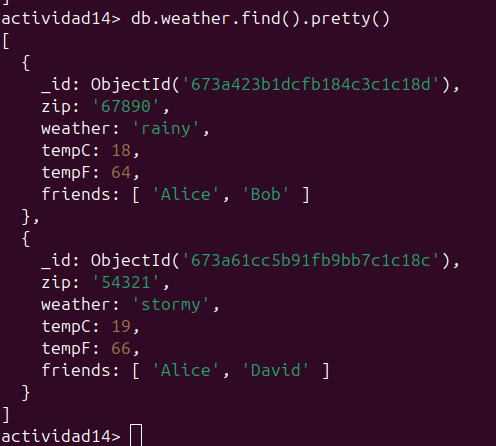 ]
actividad14> db.weather.find().pretty()
[
  {
    _id: ObjectId('673a423b1dcfb184c3c1c18d'),
    zip: '67890',
    weather: 'rainy',
    tempC: 18,
    tempF: 64,
    friends: [ 'Alice', 'Bob' ]
  },
  {
    _id: ObjectId('673a61cc5b91fb9bb7c1c18c'),
    zip: '54321',
    weather: 'stormy',
    tempC: 19,
    tempF: 66,
    friends: [ 'Alice', 'David' ]
  }
]
actividad14>